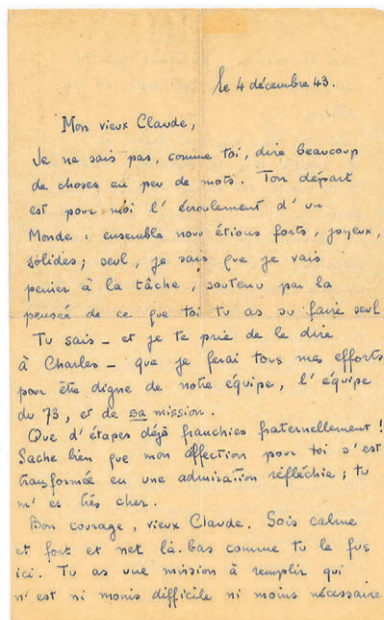 le 4 décembre 43.
Mon vieux Claude,
Je ne sais pas, comme toi, dire beaucoup
de choses en peu de mots. Ton départ
est pour moi l'écroulement d'un
Monde : ensemble nous étions forts, joyeux,
solides ; seul, je sais que je vais
peiner à la tâche, soutenu par la
pensée de ce que toi tu as su faire seul
Tu sais - et je te prie de le dire
à Charles - que je ferai tous mes efforts
pour être digne de notre équipe, l'équipe
du 73, et de sa mission.
Que d'étapes déjà franchies fraternellement !
Sache bien que mon affection pour toi s'est
transformée en une admiration réfléchie ; tu
m'es très cher.
Bon courage, vieux Claude. Sois calme
et fort et net là-bas comme tu le fus
ici. Tu as une mission à remplir qui
n'est ni moins difficile ni moins nécessaire